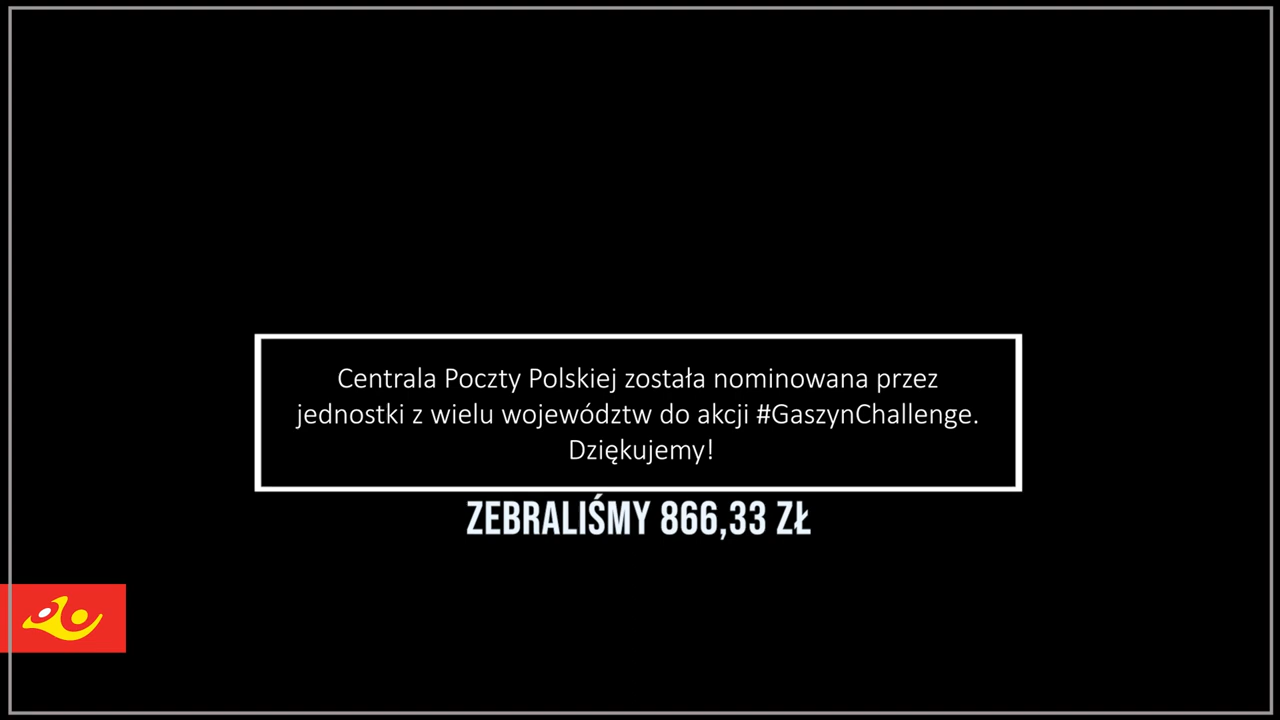 Centrala Poczty Polskiej została nominowana przez
jednostki z wielu województw do akcji #GaszynChallenge.
Dziękujemy!
ZEBRALIŚMY 866,33 ZŁ